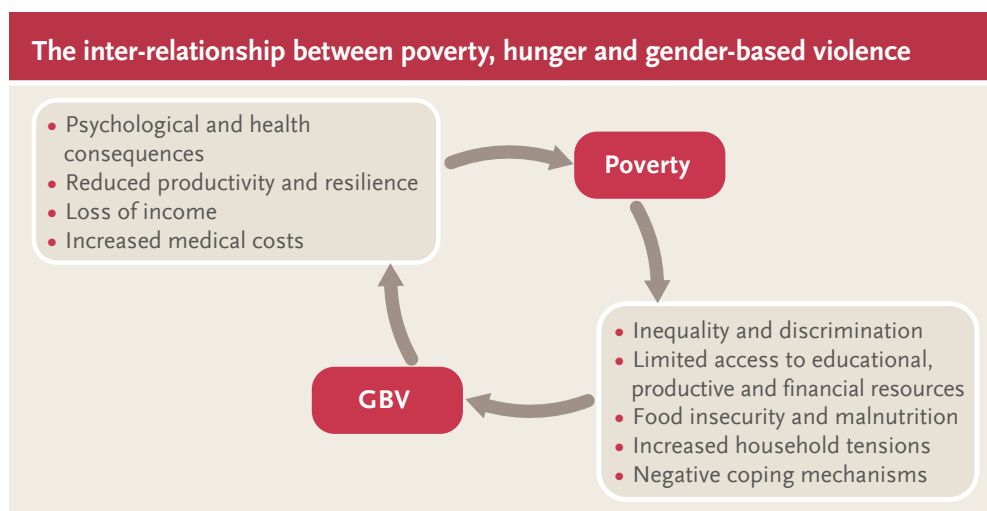 The inter-relationship between poverty, hunger and gender-based violence
• Psychological and health
consequences
• Reduced productivity and resilience
• Loss of income
• Increased medical costs
Poverty
• Inequality and discrimination
• Limited access to educational,
productive and financial resources
• Food insecurity and malnutrition
• Increased household tensions
• Negative coping mechanisms
GBV